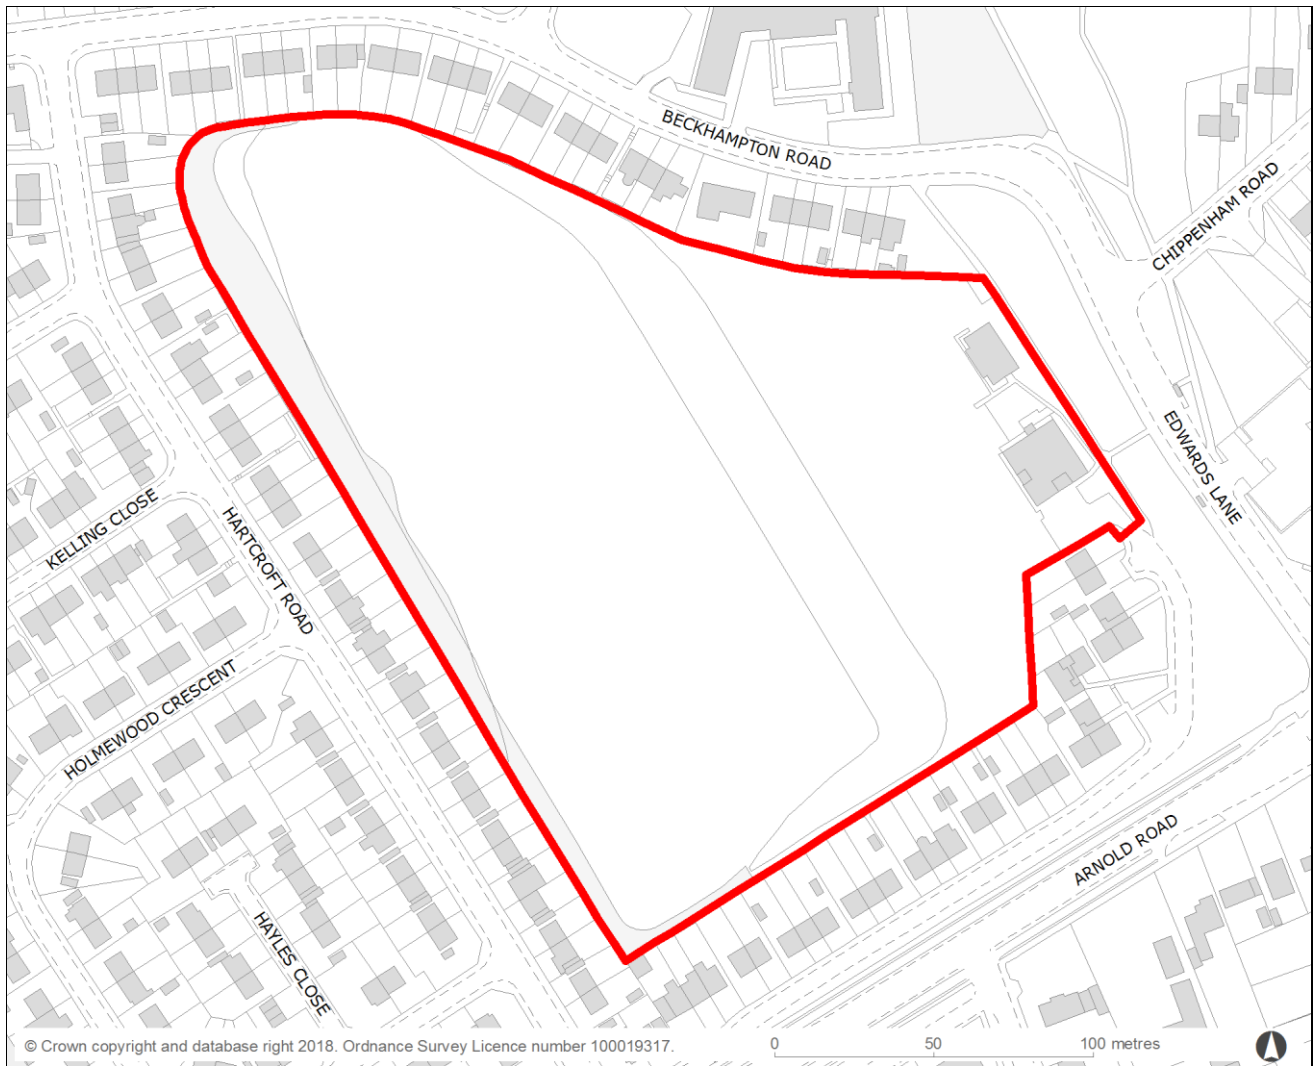 BECKHAMPTON ROAD
CHIPPENHAM ROAD
EDWARDS LANE
KELLING CLOSE
HARTCROFT ROAD
HOLMEWOOD CRESCENT
ARNOLD ROAD
HAYLES CLOSE
© Crown copyright and database right 2018. Ordnance Survey Licence number 100019317.
0 50 100 metres